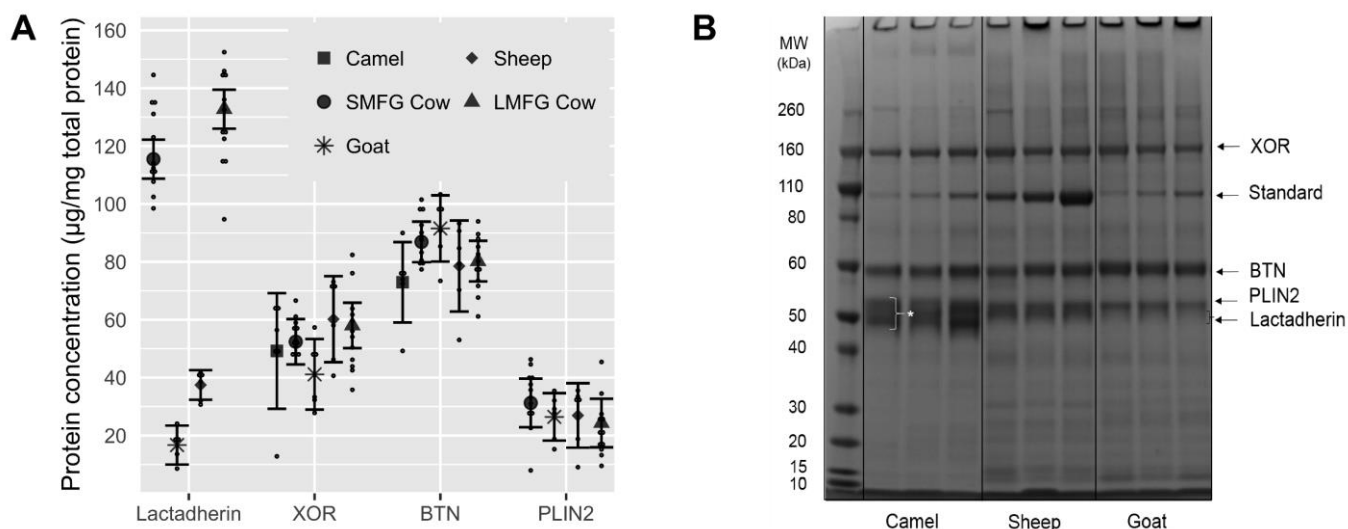 A
Protein concentration (µg/mg total protein)
160
140
120
100
80
60
40
20
Camel
Sheep
SMFG Cow
LMFG Cow
Goat
Lactadherin
XOR
BTN
PLIN2
B
MW
(kDa)
260
160
110
80
60
50
40
30
20
15
10
*
XOR
Standard
BTN
PLIN2
Lactadherin
Camel
Sheep
Goat